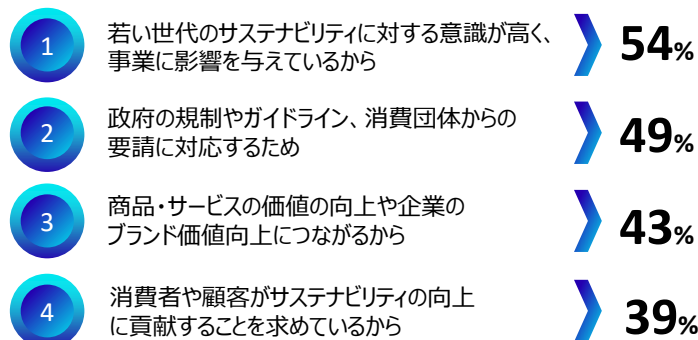 1
若い世代のサステナビリティに対する意識が高く、
事業に影響を与えているから
54%
2
政府の規制やガイドライン、消費団体からの
要請に対応するため
49%
3
商品・サービスの価値の向上や企業の
ブランド価値向上につながるから
43%
4
消費者や顧客がサステナビリティの向上
に貢献することを求めているから
39%